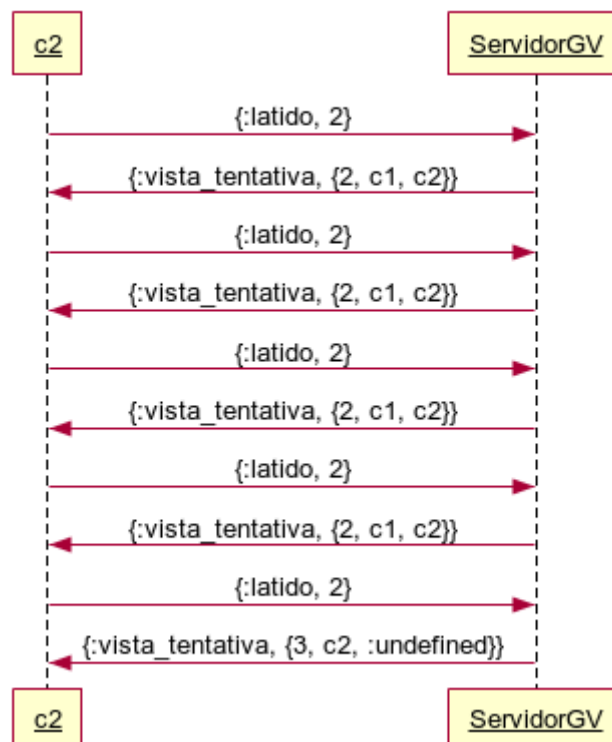 c2 ServidorGV
{:latido, 2}
{:vista_tentativa, {2, c1, c2}}
{:latido, 2}
{:vista_tentativa, {2, c1, c2}}
{:latido, 2}
{:vista_tentativa, {2, c1, c2}}
{:latido, 2}
{:vista_tentativa, {2, c1, c2}}
{:latido, 2}
{:vista_tentativa, {3, c2, :undefined}}
c2 ServidorGV